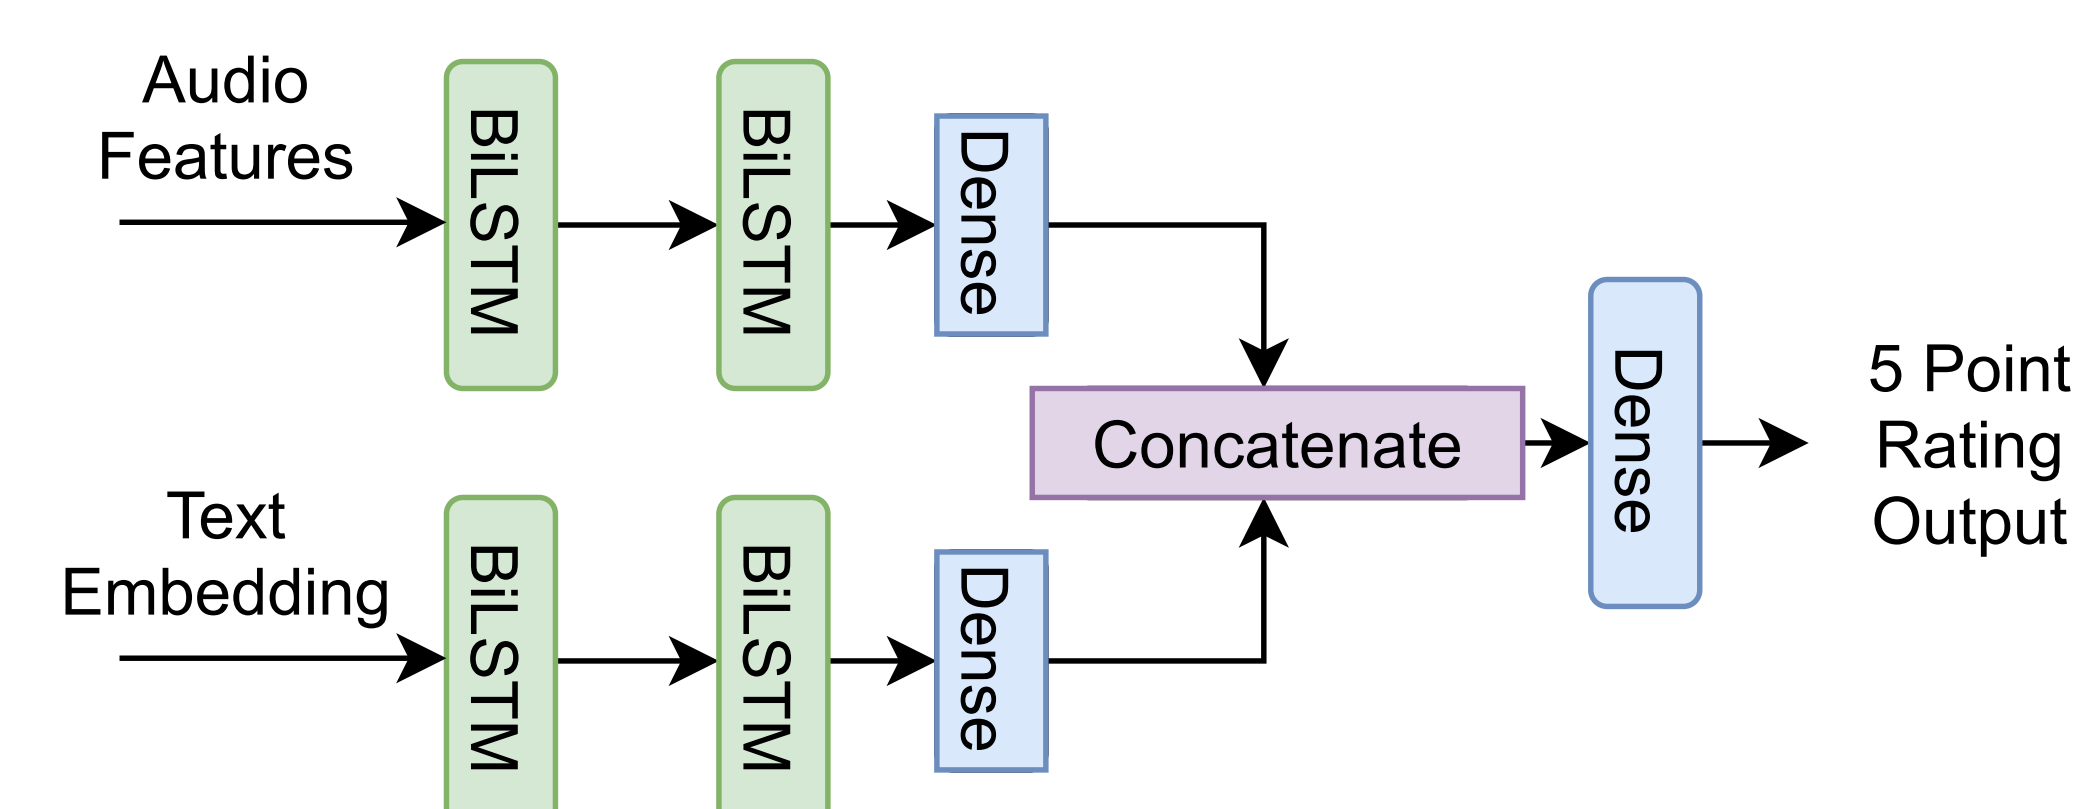 Audio
Features
BiLSTM
BiLSTM
Dense
Text
Embedding
BiLSTM
BiLSTM
Dense
Concatenate
Dense
5 Point
Rating
Output